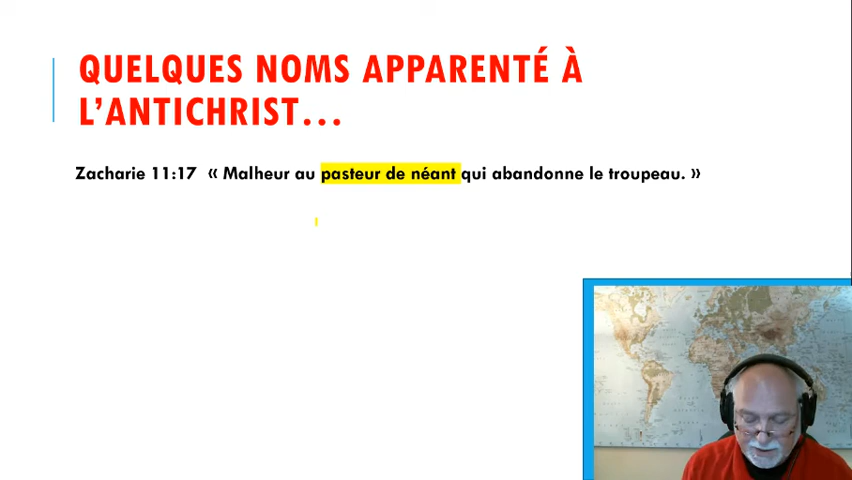 QUELQUES NOMS APPARENTÉ À
L’ANTICHRIST...
Zacharie 11:17 « Malheur au pasteur de néant qui abandonne le troupeau. »